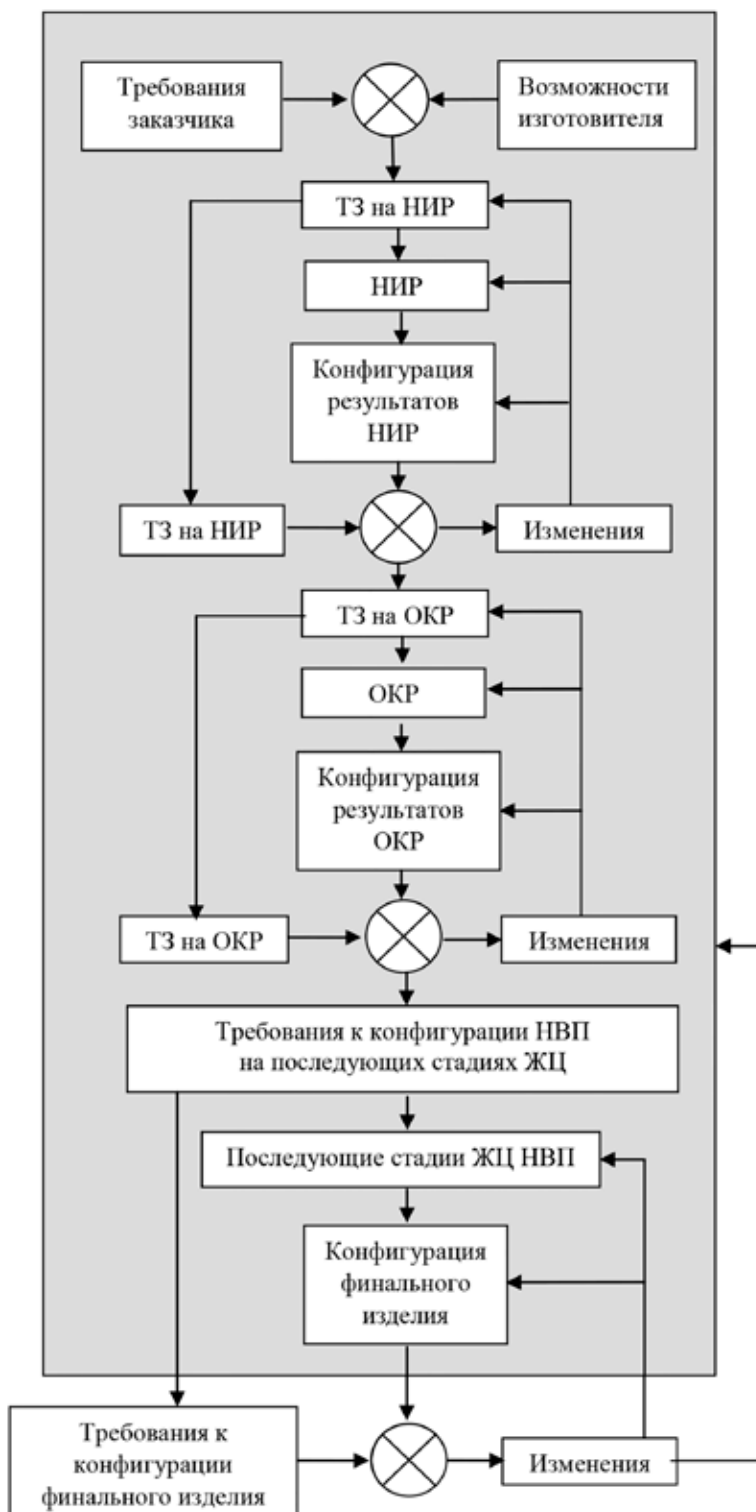 Требования
заказчика
Возможности
изготовителя
ТЗ на НИР
НИР
Конфигурация
результатов
НИР
ТЗ на НИР
Изменения
ТЗ на ОКР
ОКР
Конфигурация
результатов
ОКР
ТЗ на ОКР
Изменения
Требования к конфигурации НВП
на последующих стадиях ЖЦ
Последующие стадии ЖЦ НВП
Конфигурация
финального
изделия
Требования к
конфигурации
финального изделия
Изменения